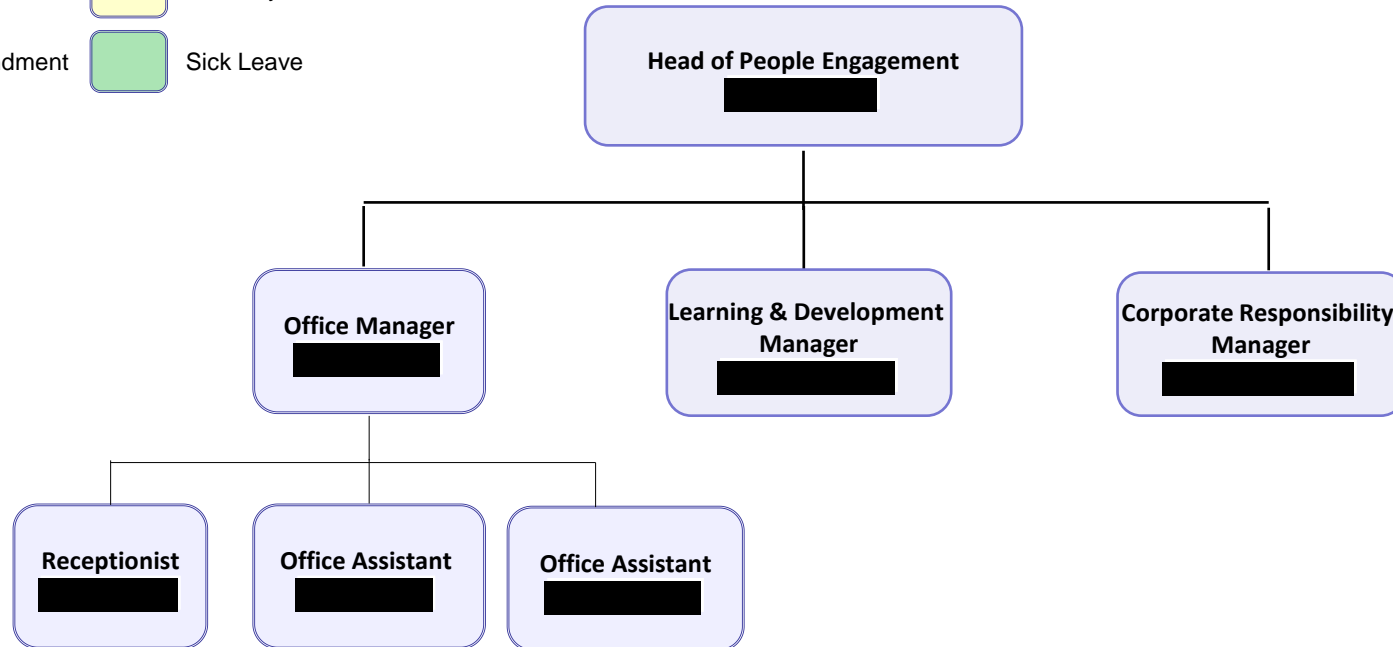 Sick Leave
Head of People Engagement
Office Manager
Learning & Development
Manager
Corporate Responsibility
Manager
Receptionist
Office Assistant
Office Assistant